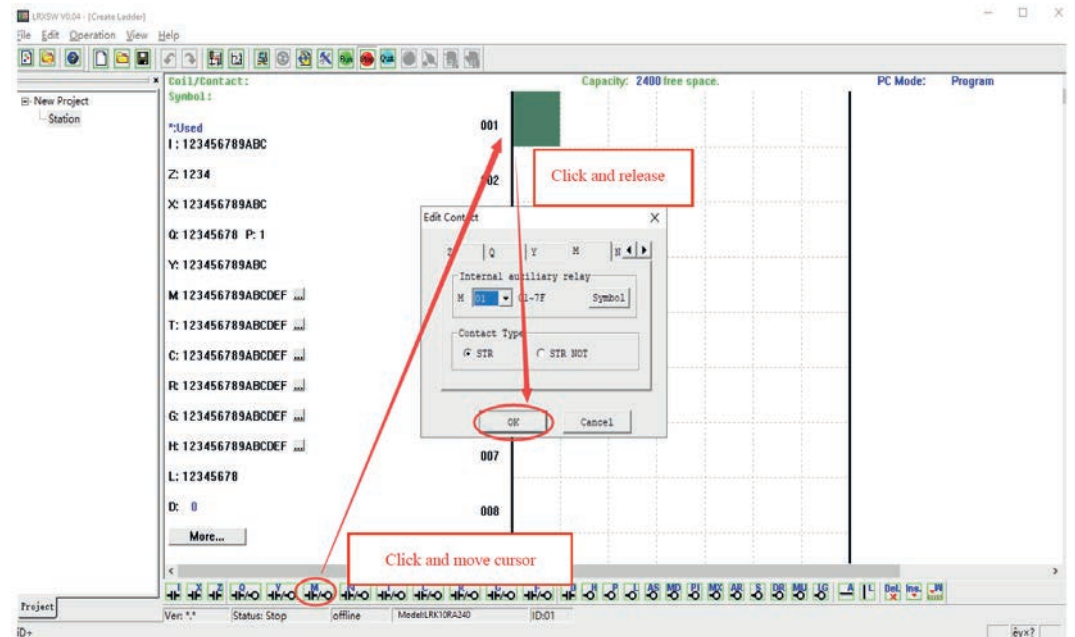 LRXSW V0.04 - [Create Ladder]
File Edit Operation View Help
Coil/Contact: Capacity: 2400 free space. PC Mode: Program
Symbol:
New Project
Station
*:Used
I : 123456789ABC
Z: 1234
X: 123456789ABC
Q: 12345678 P: 1
Y: 123456789ABC
M 123456789ABCDEF ...
T: 123456789ABCDEF ...
C: 123456789ABCDEF ...
R: 123456789ABCDEF ...
G: 123456789ABCDEF ...
H: 123456789ABCDEF ...
L: 12345678
D: 0
More...
001
002
007
008
Click and release
Edit Contact
Q Y M N
Internal auxiliary relay
M 01 01-7F Symbol
Contact Type
STR STR NOT
OK Cancel
Click and move cursor
Project
Ver: *.* Status: Stop offline Model:LRK10RA240 ID:01